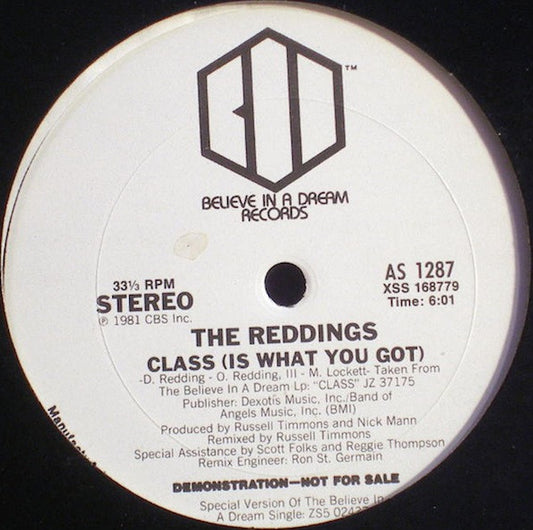 BID
™
BELIEVE IN A DREAM
RECORDS
33⅓ RPM
STEREO
℗ 1981 CBS Inc.
AS 1287
XSS 168779
Time: 6:01
THE REDDINGS
CLASS (IS WHAT YOU GOT)
-D. Redding - O. Redding, III - M. Lockett- Taken From
The Believe In A Dream Lp: "CLASS" JZ 37175
Publisher: Dexotis Music, Inc./Band of
Angels Music, Inc. (BMI)
Produced by Russell Timmons and Nick Mann
Remixed by Russell Timmons
Special Assistance by Scott Folks and Reggie Thompson
Remix Engineer: Ron St. Germain
DEMONSTRATION—NOT FOR SALE
Special Version Of The Believe In
A Dream Single: ZS5